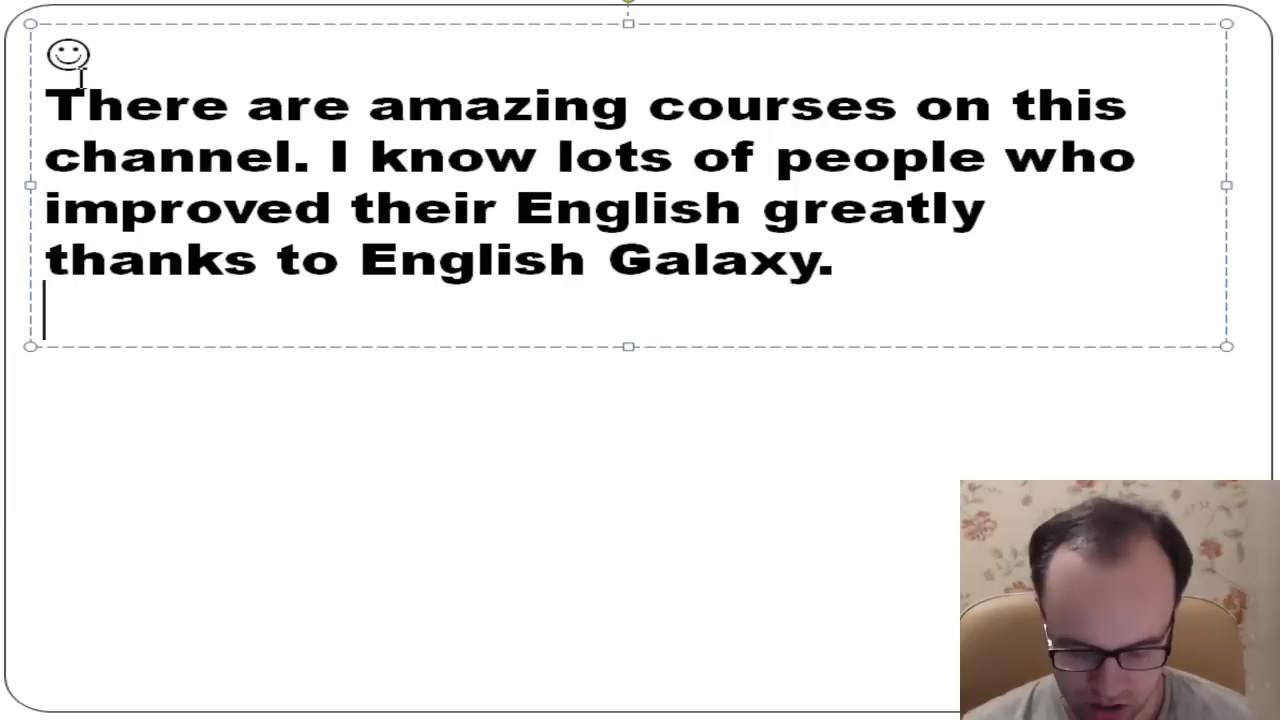 There are amazing courses on this
channel. I know lots of people who
improved their English greatly
thanks to English Galaxy.